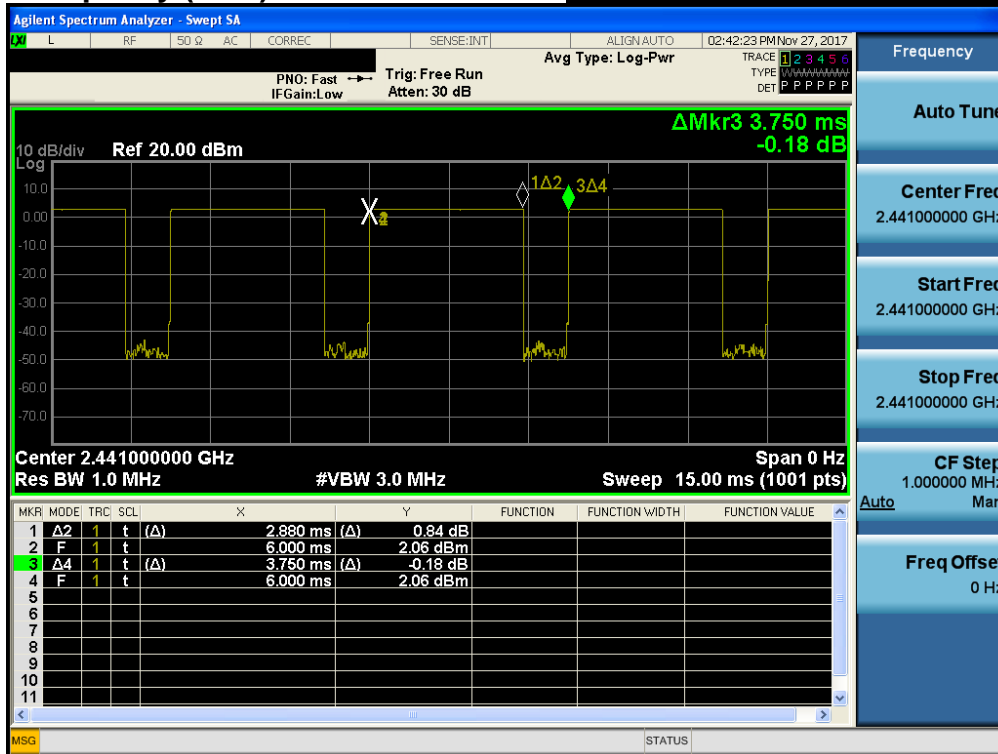 Agilent Spectrum Analyzer - Swept SA
LXI L RF 50 Ω AC CORREC SENSE:INT ALIGN AUTO 02:42:23 PM Nov 27, 2017
Avg Type: Log-Pwr TRACE 1 2 3 4 5 6
PNO: Fast Trig: Free Run TYPE
IFGain:Low Atten: 30 dB DET P P P P P P
ΔMkr3 3.750 ms
-0.18 dB
10 dB/div Ref 20.00 dBm
Log
10.0
0.00
-10.0
-20.0
-30.0
-40.0
-50.0
-60.0
-70.0
1Δ2 3Δ4
Center 2.441000000 GHz Span 0 Hz
Res BW 1.0 MHz #VBW 3.0 MHz Sweep 15.00 ms (1001 pts)
MKR MODE TRC SCL X Y FUNCTION FUNCTION WIDTH FUNCTION VALUE
1 Δ2 1 t (Δ) 2.880 ms (Δ) 0.84 dB
2 F 1 t 6.000 ms 2.06 dBm
3 Δ4 1 t (Δ) 3.750 ms (Δ) -0.18 dB
4 F 1 t 6.000 ms 2.06 dBm
5
6
7
8
9
10
11
MSG STATUS
Frequency
Auto Tune
Center Freq
2.441000000 GHz
Start Freq
2.441000000 GHz
Stop Freq
2.441000000 GHz
CF Step
1.000000 MHz
Auto Man
Freq Offset
0 Hz